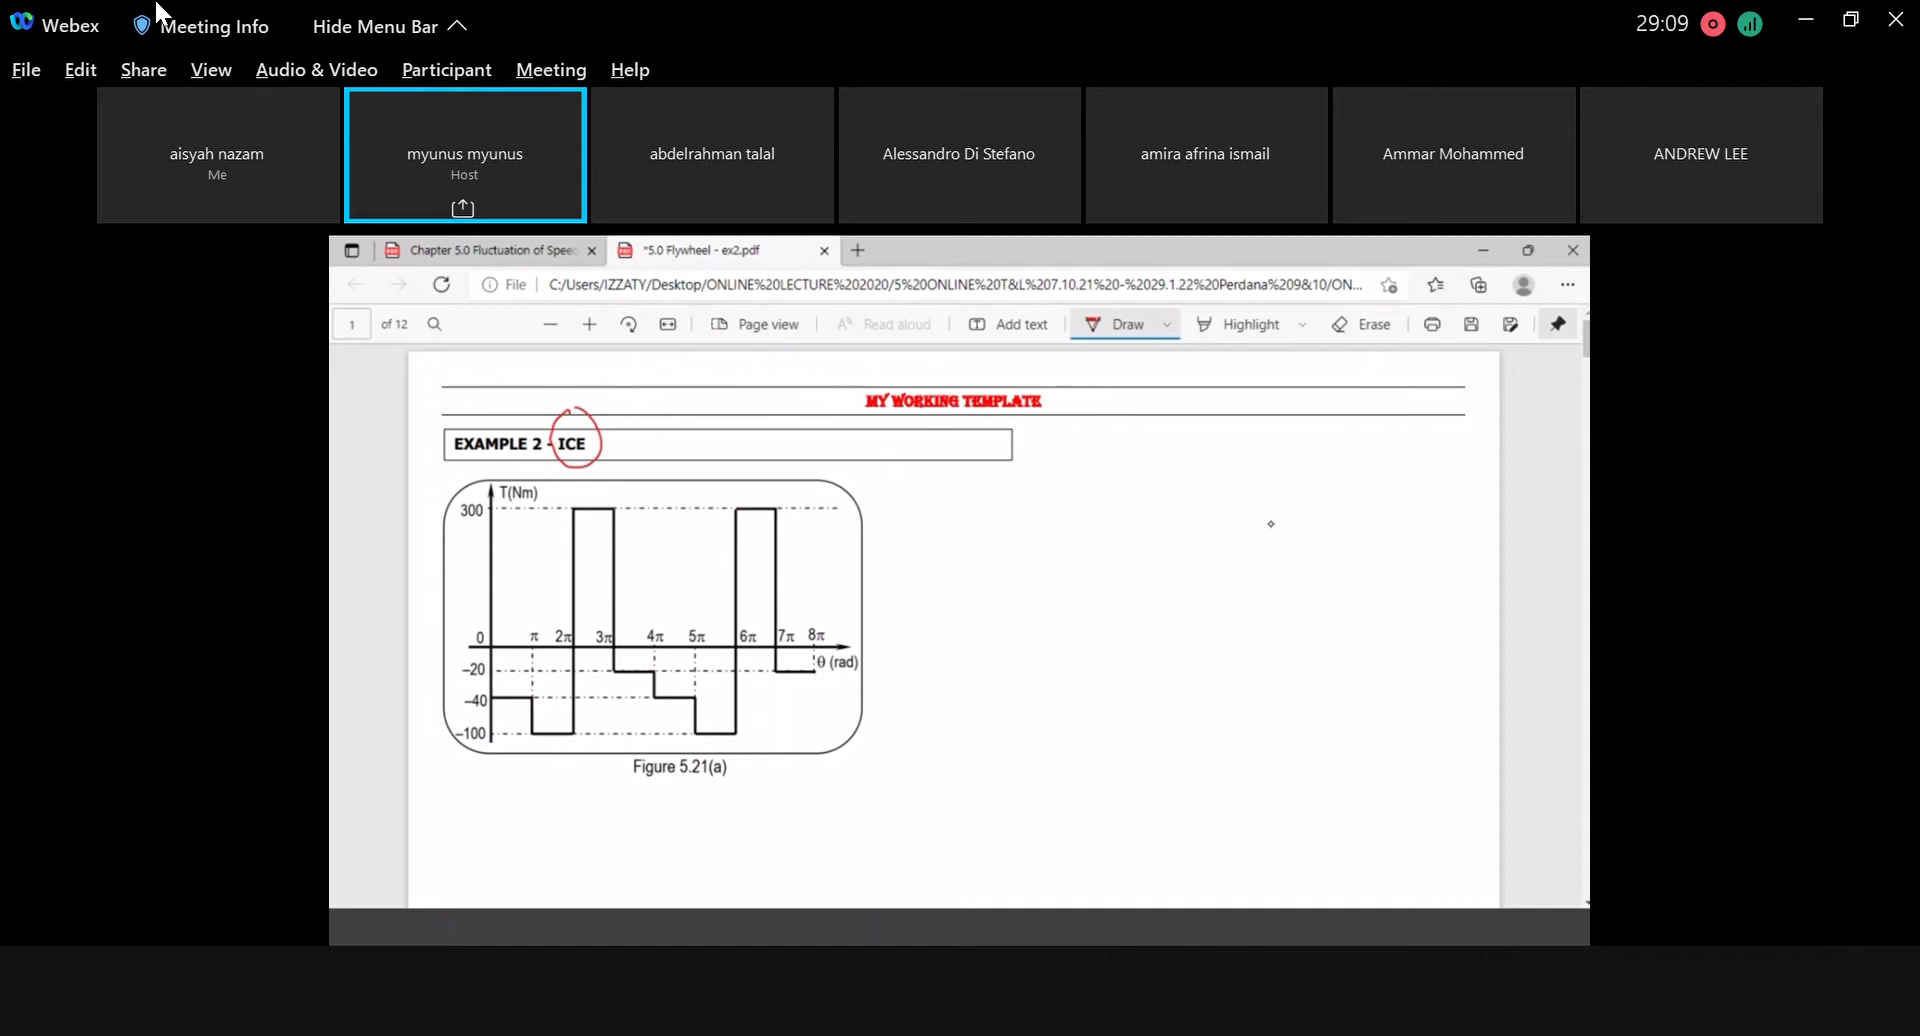 Webex Meeting Info Hide Menu Bar 29:09
File Edit Share View Audio & Video Participant Meeting Help
aisyah nazam
Me
myunus myunus
Host
abdelrahman talal
Alessandro Di Stefano
amira afrina ismail
Ammar Mohammed
ANDREW LEE
Chapter 5.0 Fluctuation of Speed
*5.0 Flywheel - ex2.pdf
File C:/Users/IZZATY/Desktop/ONLINE%20LECTURE%202020/5%20ONLINE%20T&L%207.10.21%20-%2029.1.22%20Perdana%209&10/ON...
1 of 12 Page view Read aloud Add text Draw Highlight Erase
MY WORKING TEMPLATE
EXAMPLE 2 - ICE
T(Nm)
300
0 π 2π 3π 4π 5π 6π 7π 8π
θ (rad)
–20
–40
–100
Figure 5.21(a)